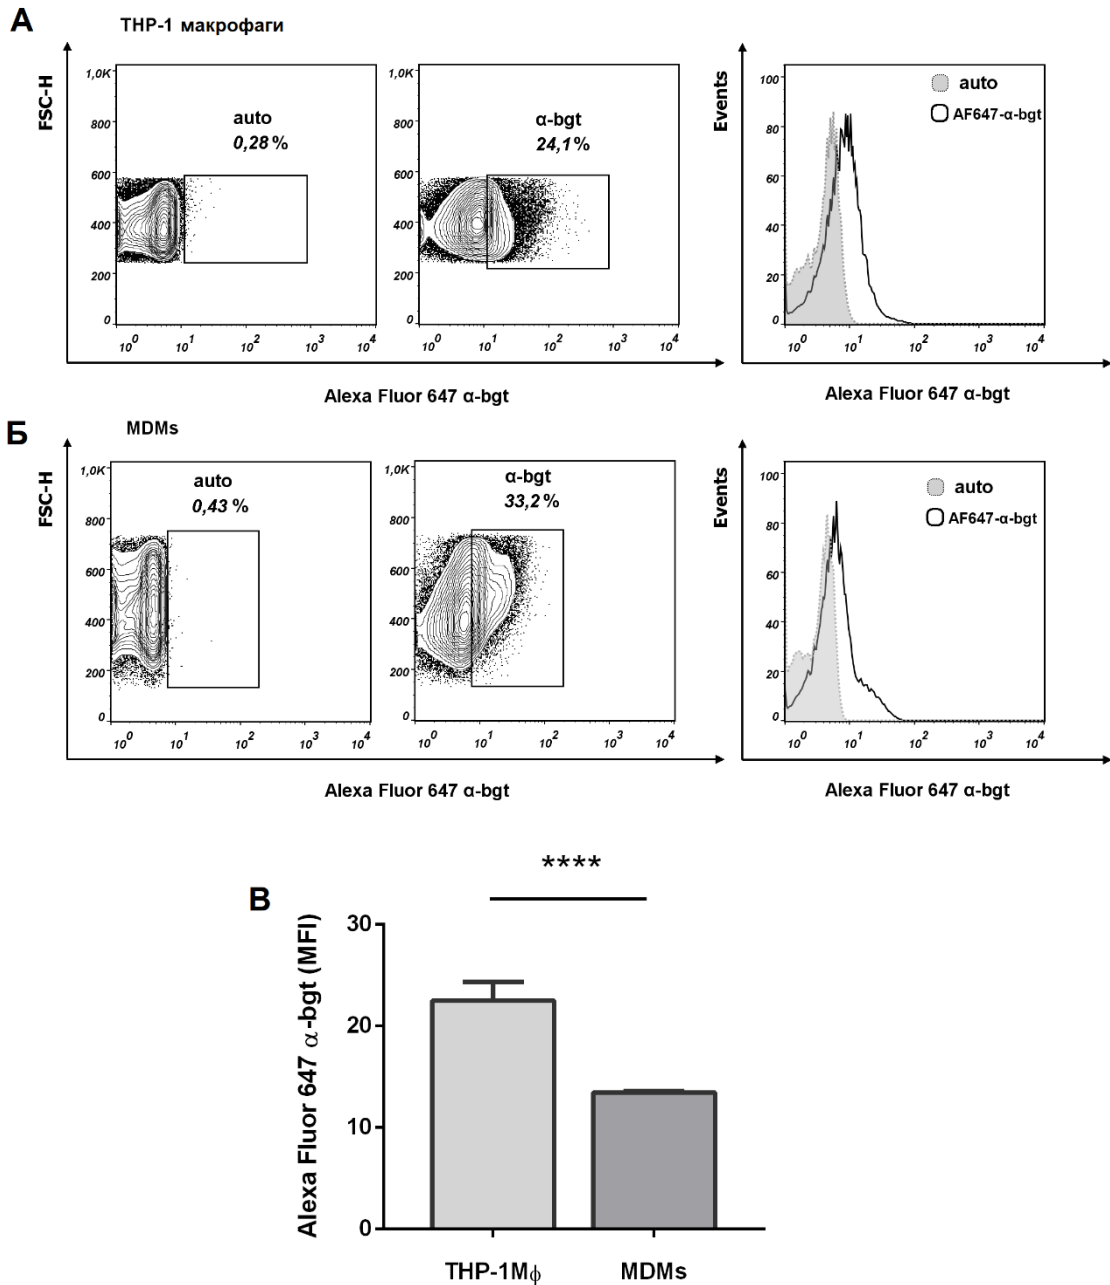 А
THP-1 макрофаги
FSC-H
1,0K
800
600
400
200
0
auto
0,28 %
10^0 10^1 10^2 10^3 10^4
1,0K
800
600
400
200
0
α-bgt
24,1 %
10^0 10^1 10^2 10^3 10^4
Alexa Fluor 647 α-bgt
Events
100
80
60
40
20
0
auto
AF647-α-bgt
10^0 10^1 10^2 10^3 10^4
Alexa Fluor 647 α-bgt
Б
MDMs
FSC-H
1,0K
800
600
400
200
0
auto
0,43 %
10^0 10^1 10^2 10^3 10^4
1,0K
800
600
400
200
0
α-bgt
33,2 %
10^0 10^1 10^2 10^3 10^4
Alexa Fluor 647 α-bgt
Events
100
80
60
40
20
0
auto
AF647-α-bgt
10^0 10^1 10^2 10^3 10^4
Alexa Fluor 647 α-bgt
В
****
Alexa Fluor 647 α-bgt (MFI)
30
20
10
0
THP-1Mϕ MDMs